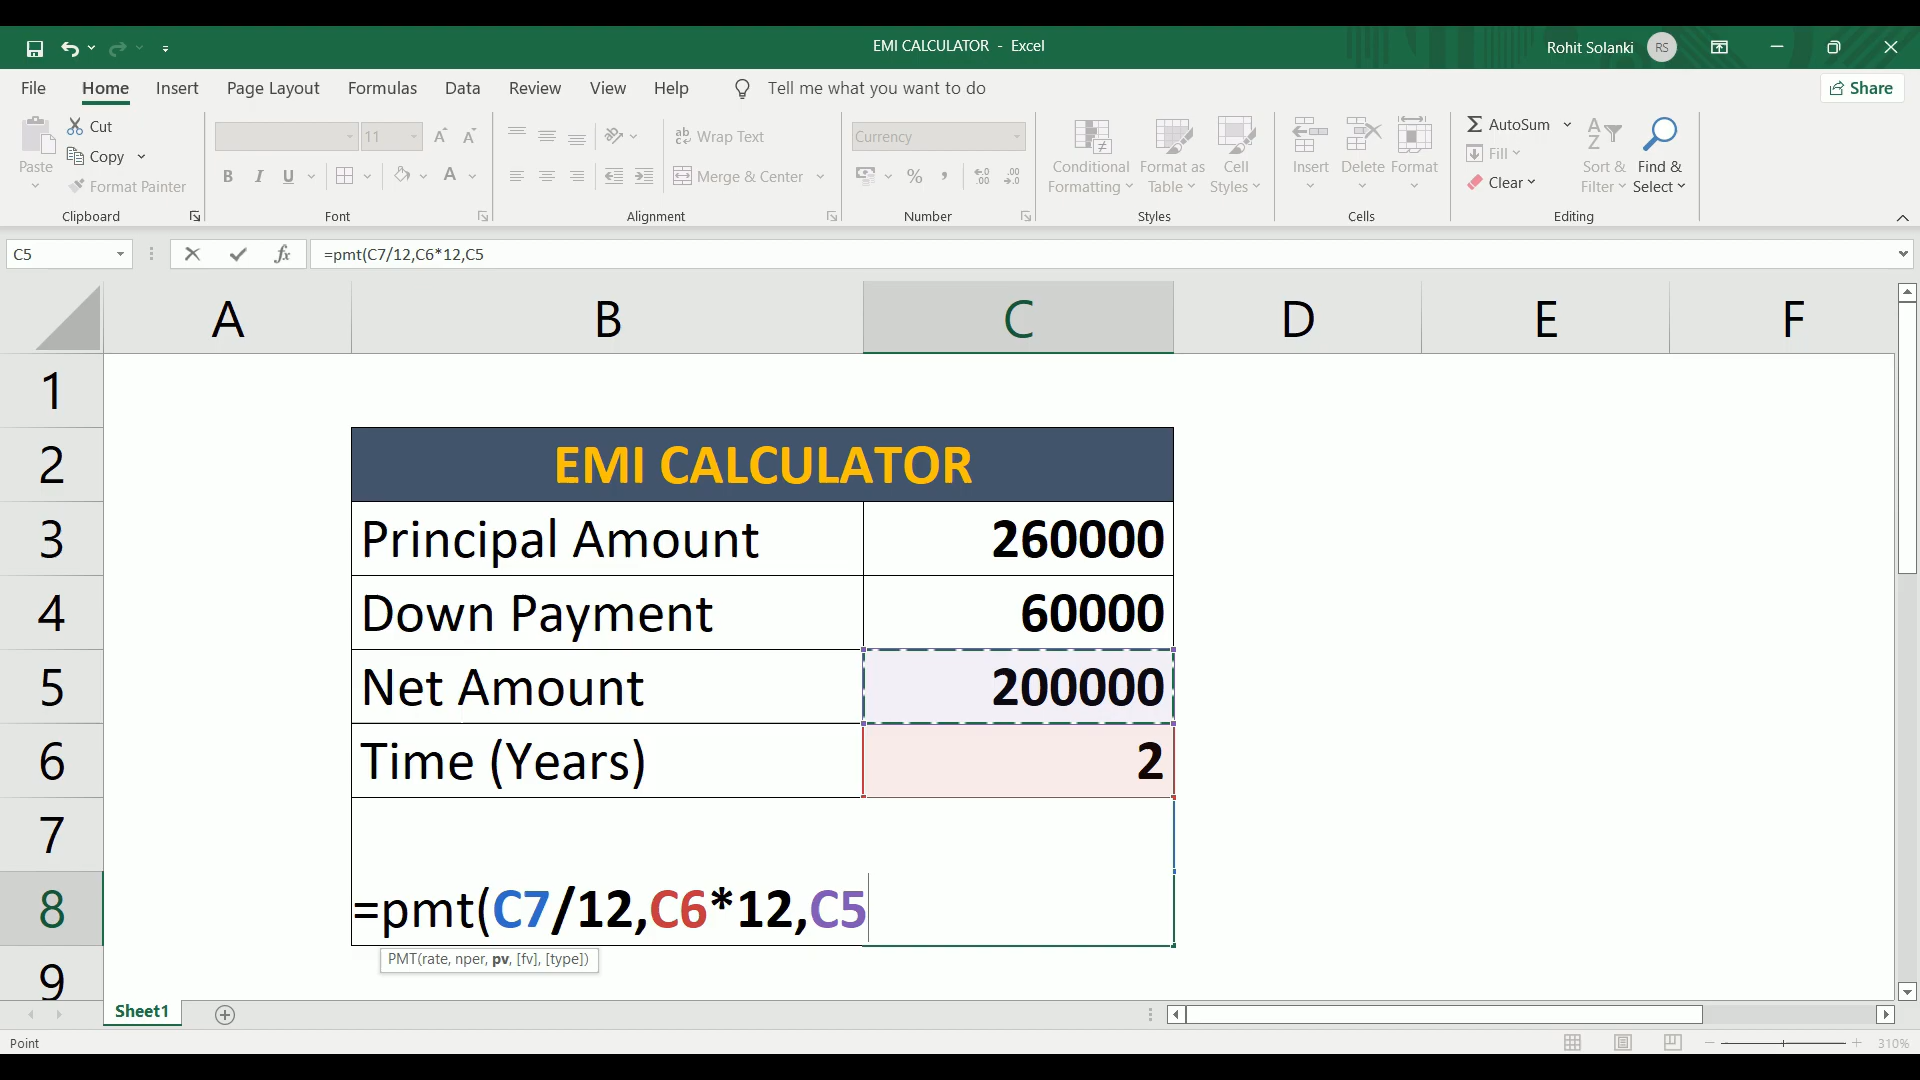 EMI CALCULATOR - Excel
Rohit Solanki RS
File Home Insert Page Layout Formulas Data Review View Help Tell me what you want to do Share
Paste
Cut
Copy
Format Painter
Clipboard
11
B I U A
Font
ab Wrap Text
Merge & Center
Alignment
Currency
% , .00 .0
Number
Conditional Formatting
Format as Table
Cell Styles
Styles
Insert Delete Format
Cells
AutoSum
Fill
Clear
Sort & Filter
Find & Select
Editing
C5 fx =pmt(C7/12,C6*12,C5
A B C D E F
1
2 EMI CALCULATOR
3 Principal Amount 260000
4 Down Payment 60000
5 Net Amount 200000
6 Time (Years) 2
7
8 =pmt(C7/12,C6*12,C5
PMT(rate, nper, pv, [fv], [type])
9
Sheet1
Point 310%